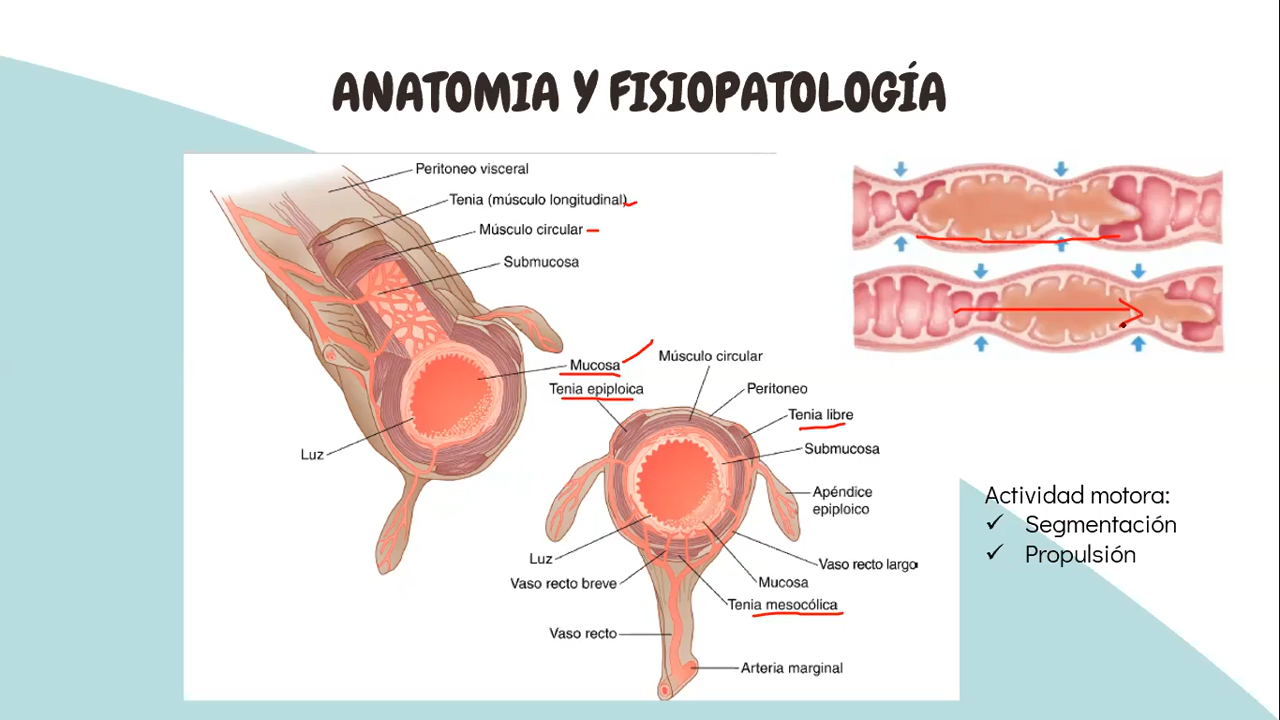 ANATOMIA Y FISIOPATOLOGÍA
Peritoneo visceral
Tenia (músculo longitudinal)
Músculo circular
Submucosa
Mucosa
Luz
Músculo circular
Tenia epiploica
Peritoneo
Tenia libre
Submucosa
Apéndice
epiploico
Luz
Vaso recto largo
Vaso recto breve
Mucosa
Tenia mesocólica
Vaso recto
Arteria marginal
Actividad motora:
✓ Segmentación
✓ Propulsión